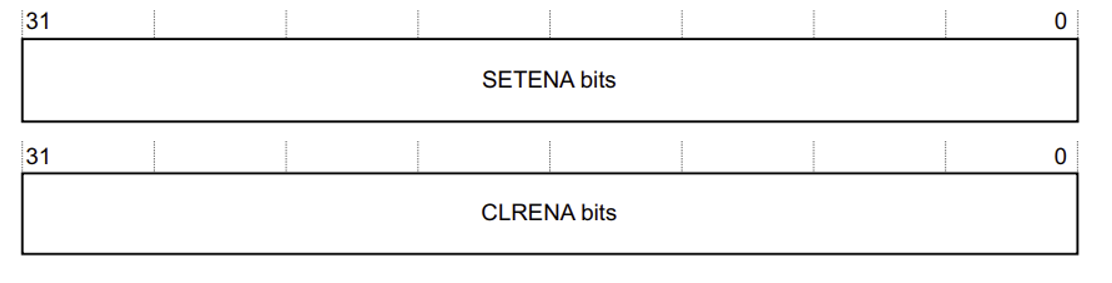 31 0
SETENA bits
31 0
CLRENA bits